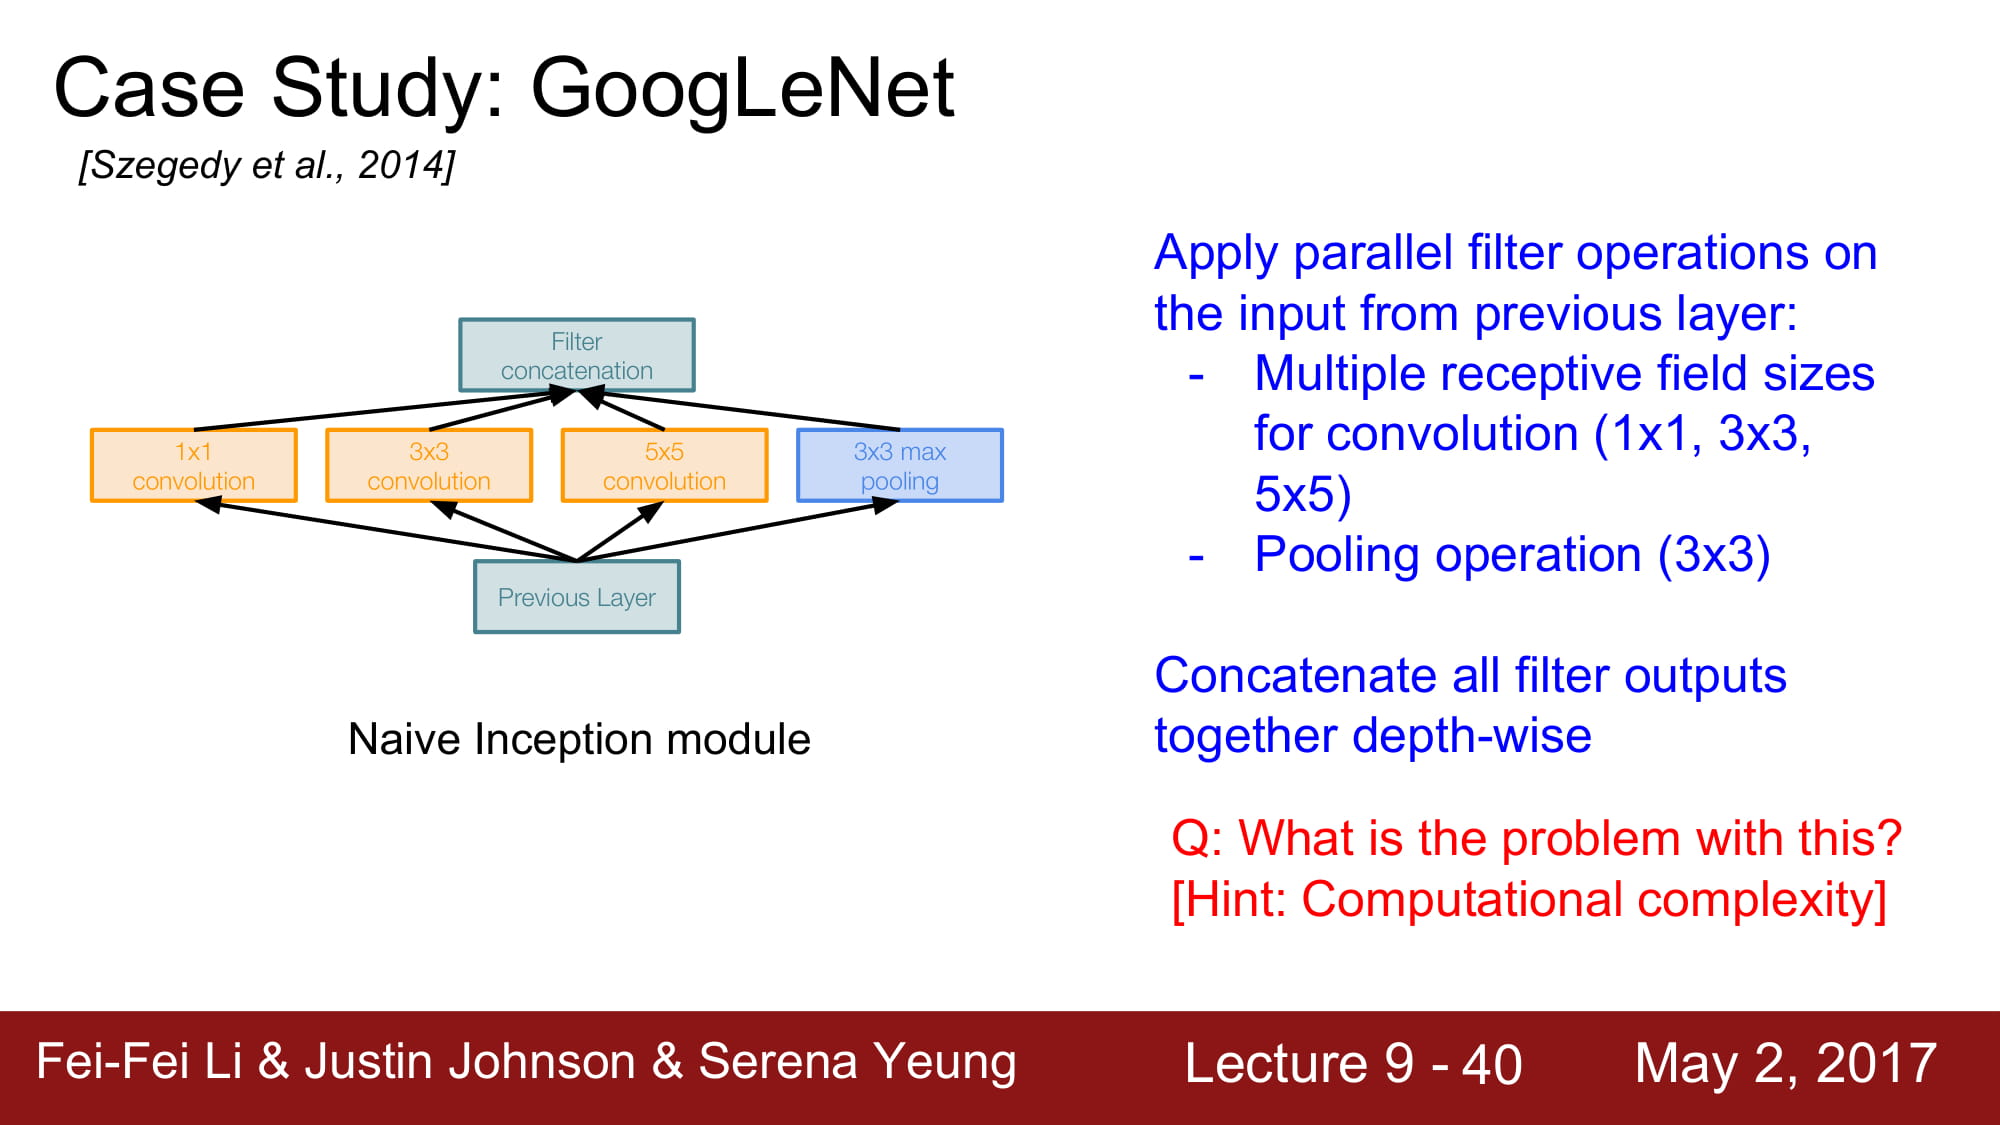 Case Study: GoogLeNet
[Szegedy et al., 2014]
Filter
concatenation
1x1
convolution
3x3
convolution
5x5
convolution
3x3 max
pooling
Previous Layer
Naive Inception module
Apply parallel filter operations on
the input from previous layer:
- Multiple receptive field sizes
for convolution (1x1, 3x3,
5x5)
- Pooling operation (3x3)
Concatenate all filter outputs
together depth-wise
Q: What is the problem with this?
[Hint: Computational complexity]
Fei-Fei Li & Justin Johnson & Serena Yeung
Lecture 9 - 40
May 2, 2017